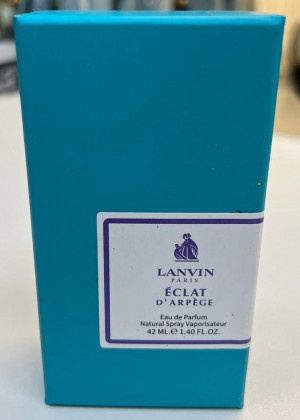 LANVIN
PARIS
ÉCLAT
D'ARPÈGE
Eau de Parfum
Natural Spray Vaporisateur
42 ML.℮ 1.40 FL.OZ.